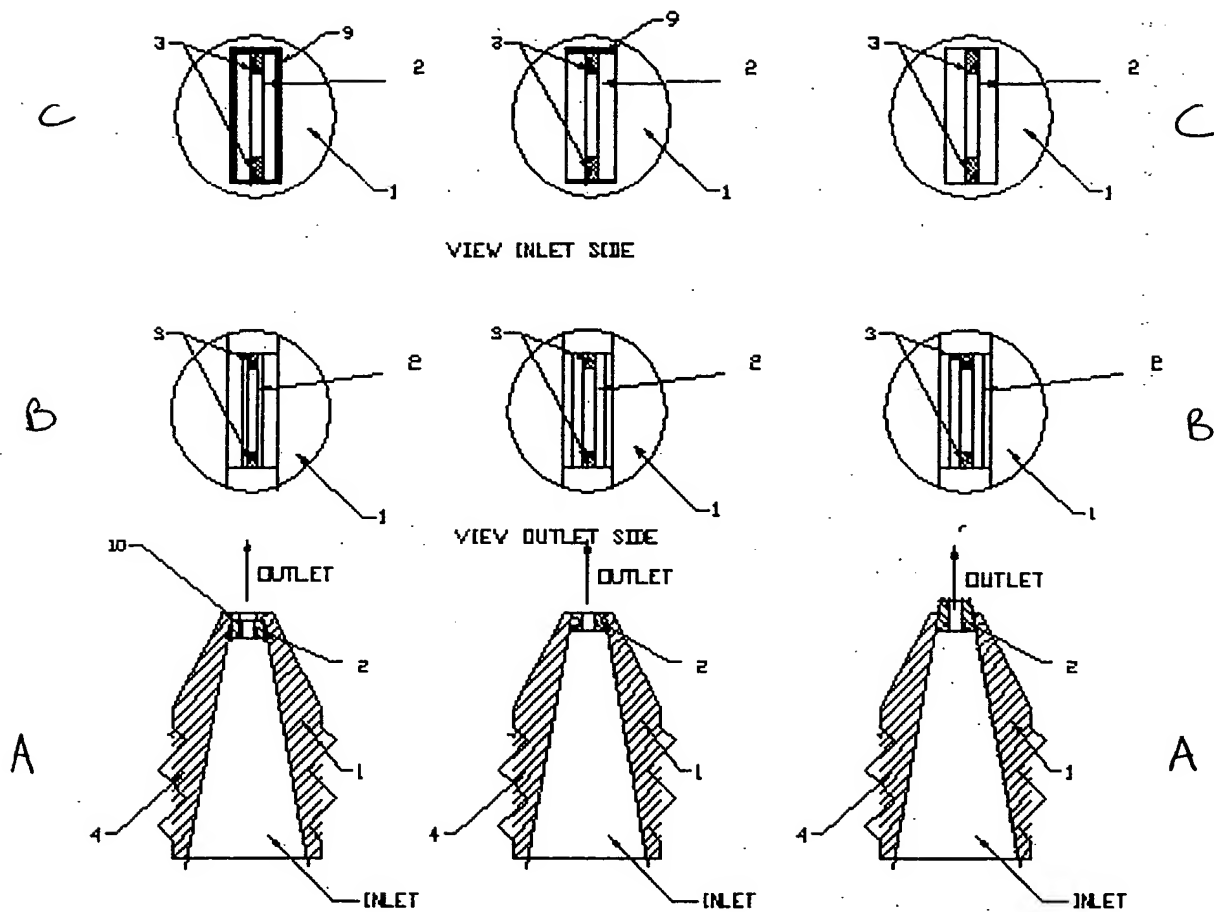 3 9 2 3 9 2 3 2
C C
1 1 1
VIEW INLET SIDE
3 2 3 2 3 2
B B
1 1 1
VIEW OUTLET SIDE
10 OUTLET OUTLET OUTLET
2 2 2
A A
1 1 1
4 4 4
INLET INLET INLET